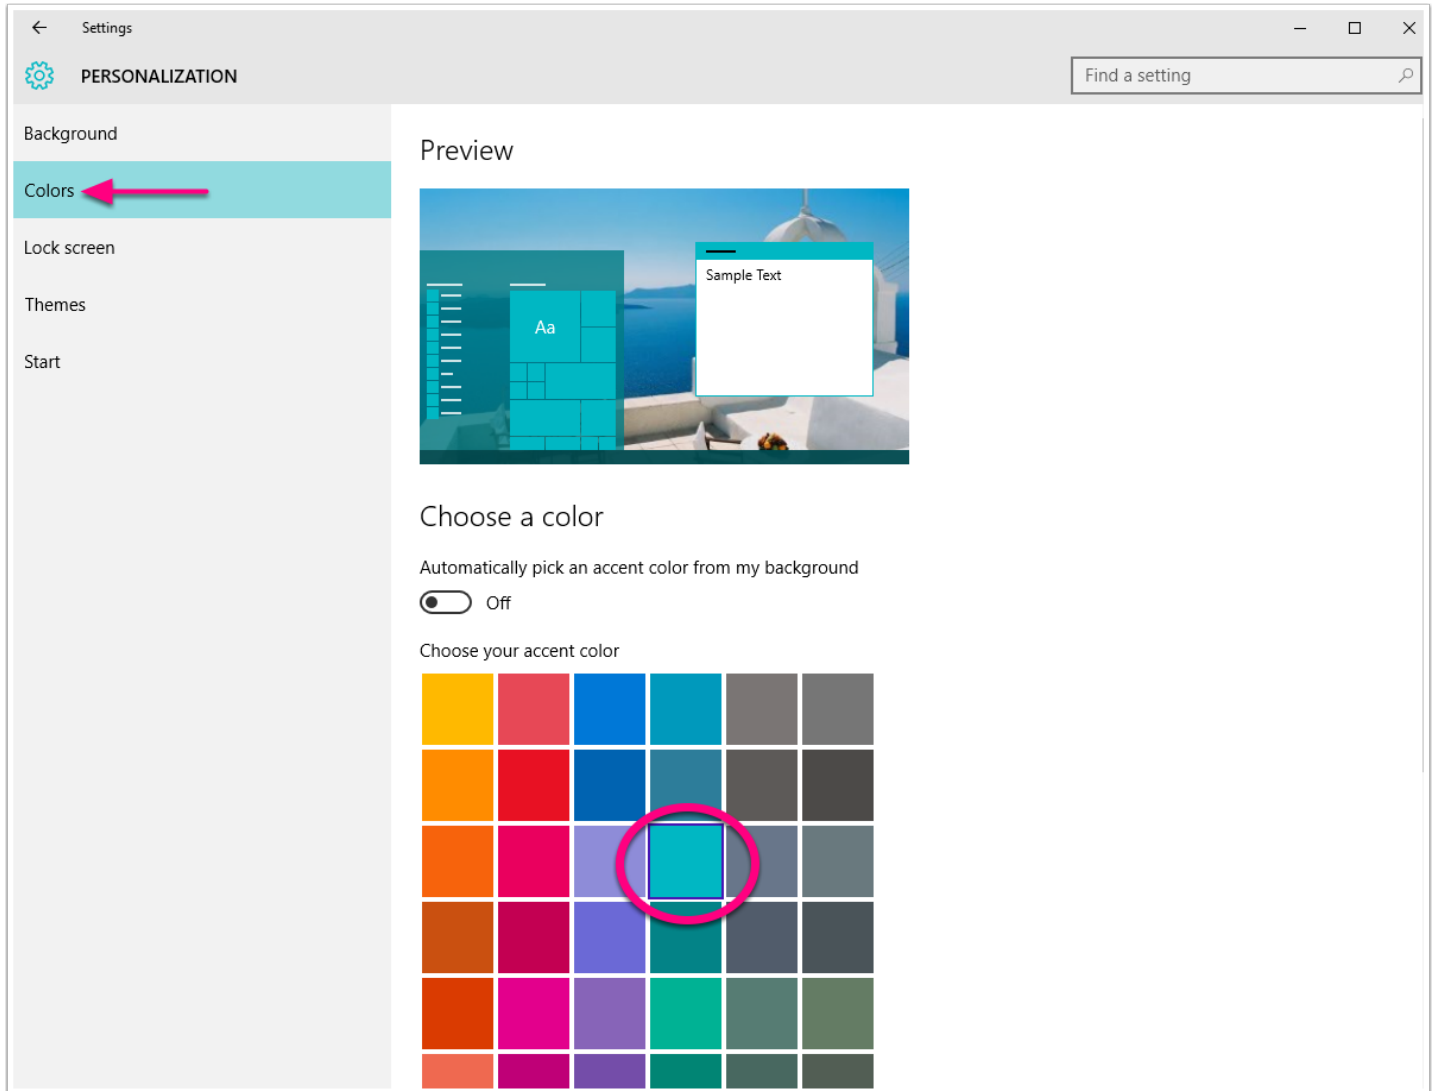 Settings
PERSONALIZATION
Find a setting
Background
Colors
Lock screen
Themes
Start
Preview
Aa
Sample Text
Choose a color
Automatically pick an accent color from my background
Off
Choose your accent color